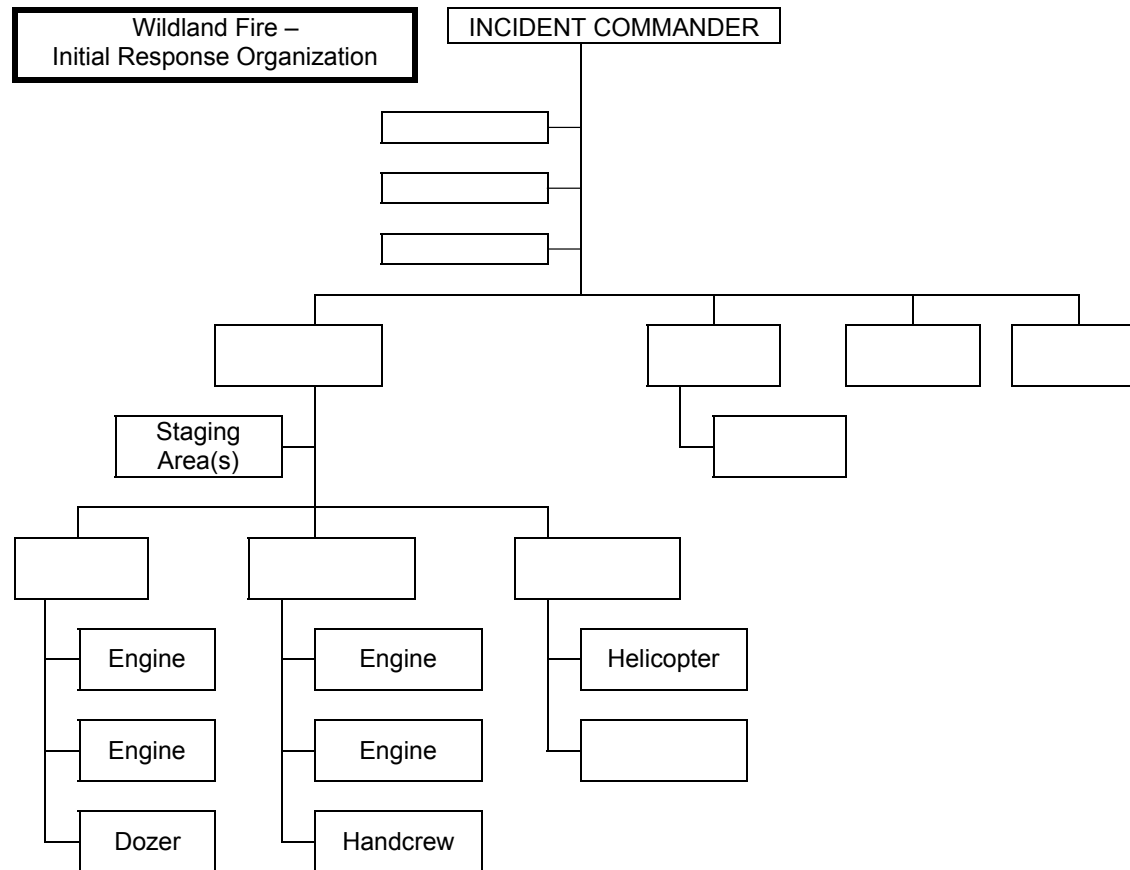 Wildland Fire –
Initial Response Organization
INCIDENT COMMANDER
Staging
Area(s)
Engine
Engine
Helicopter
Engine
Engine
Dozer
Handcrew